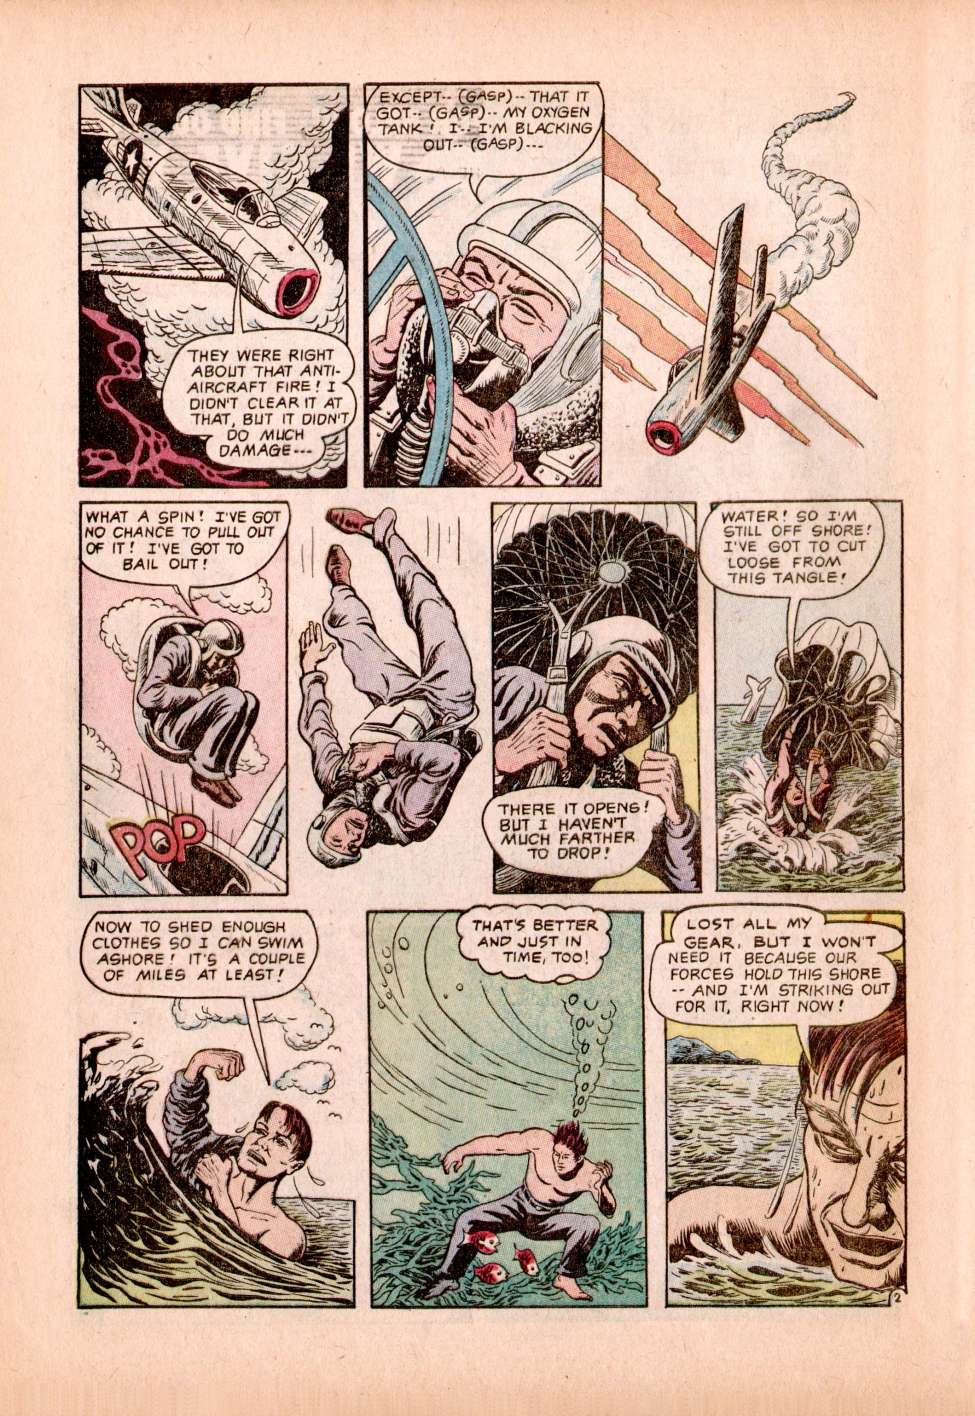 THEY WERE RIGHT
ABOUT THAT ANTI-
AIRCRAFT FIRE! I
DIDN'T CLEAR IT AT
THAT, BUT IT DIDN'T
DO MUCH
DAMAGE---
EXCEPT-- (GASP)-- THAT IT
GOT-- (GASP)-- MY OXYGEN
TANK! I-- I'M BLACKING
OUT-- (GASP)---
WHAT A SPIN! I'VE GOT
NO CHANCE TO PULL OUT
OF IT! I'VE GOT TO
BAIL OUT!
POP
THERE IT OPENS!
BUT I HAVEN'T
MUCH FARTHER
TO DROP!
WATER! SO I'M
STILL OFF SHORE!
I'VE GOT TO CUT
LOOSE FROM
THIS TANGLE!
NOW TO SHED ENOUGH
CLOTHES SO I CAN SWIM
ASHORE! IT'S A COUPLE
OF MILES AT LEAST!
THAT'S BETTER
AND JUST IN
TIME, TOO!
LOST ALL MY
GEAR, BUT I WON'T
NEED IT BECAUSE OUR
FORCES HOLD THIS SHORE
-- AND I'M STRIKING OUT
FOR IT, RIGHT NOW!
2